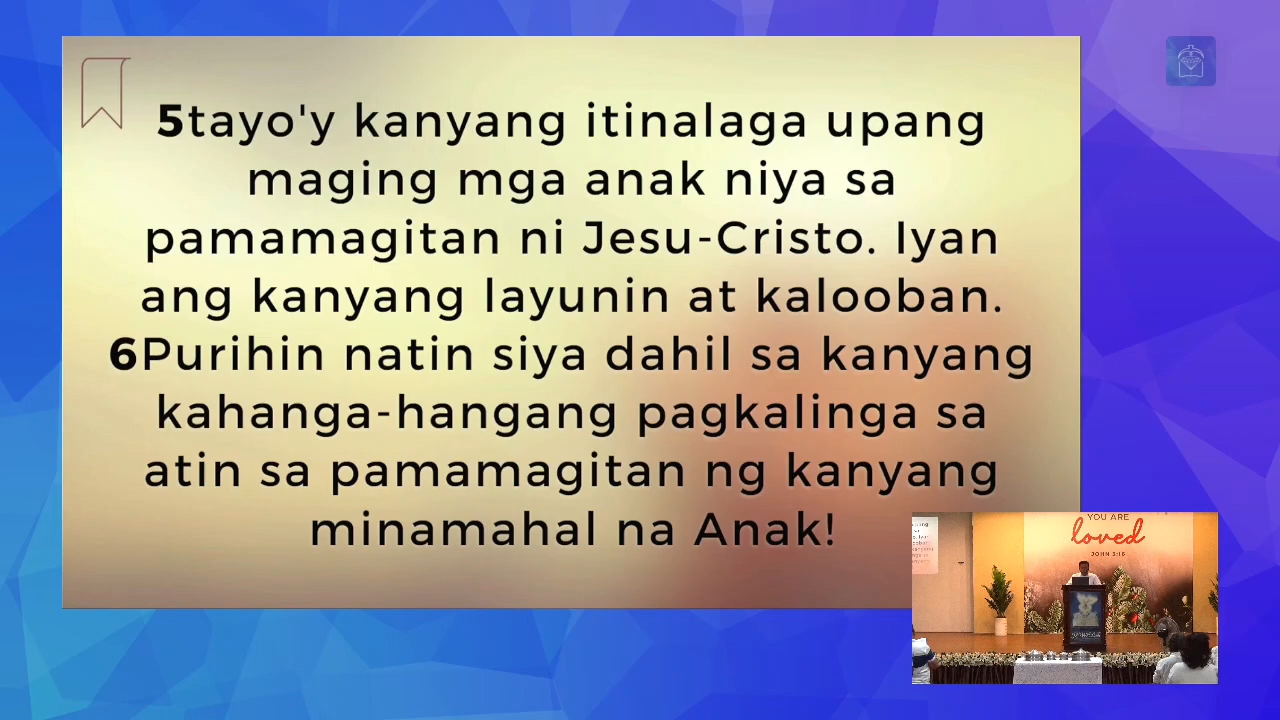 5tayo'y kanyang itinalaga upang
maging mga anak niya sa
pamamagitan ni Jesu-Cristo. Iyan
ang kanyang layunin at kalooban.
6Purihin natin siya dahil sa kanyang
kahanga-hangang pagkalinga sa
atin sa pamamagitan ng kanyang
minamahal na Anak!
YOU ARE
loved
JOHN 3:16